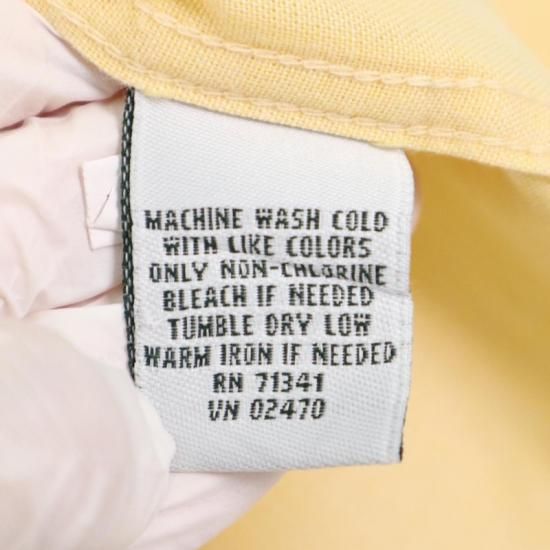 MACHINE WASH COLD
WITH LIKE COLORS
ONLY NON-CHLORINE
BLEACH IF NEEDED
TUMBLE DRY LOW
WARM IRON IF NEEDED
RN 71341
VN 02470